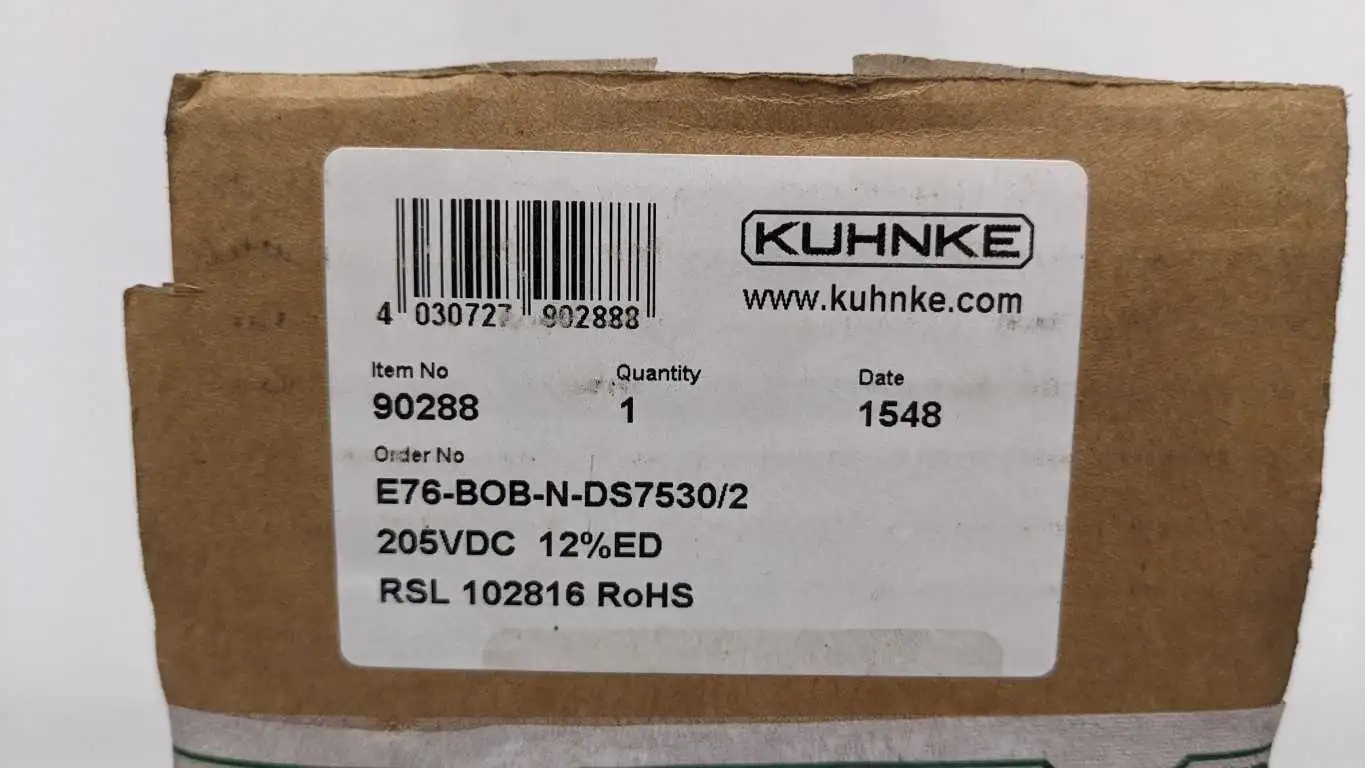 KUHNKE
www.kuhnke.com
4 030727 902888
Item No Quantity Date
90288 1 1548
Order No
E76-BOB-N-DS7530/2
205VDC 12%ED
RSL 102816 RoHS